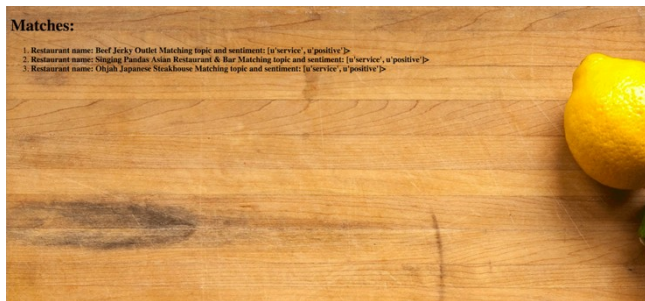 Matches:
1. Restaurant name: Beef Jerky Outlet Matching topic and sentiment: [u'service', u'positive']>
2. Restaurant name: Singing Pandas Asian Restaurant & Bar Matching topic and sentiment: [u'service', u'positive']>
3. Restaurant name: Ohjah Japanese Steakhouse Matching topic and sentiment: [u'service', u'positive']>